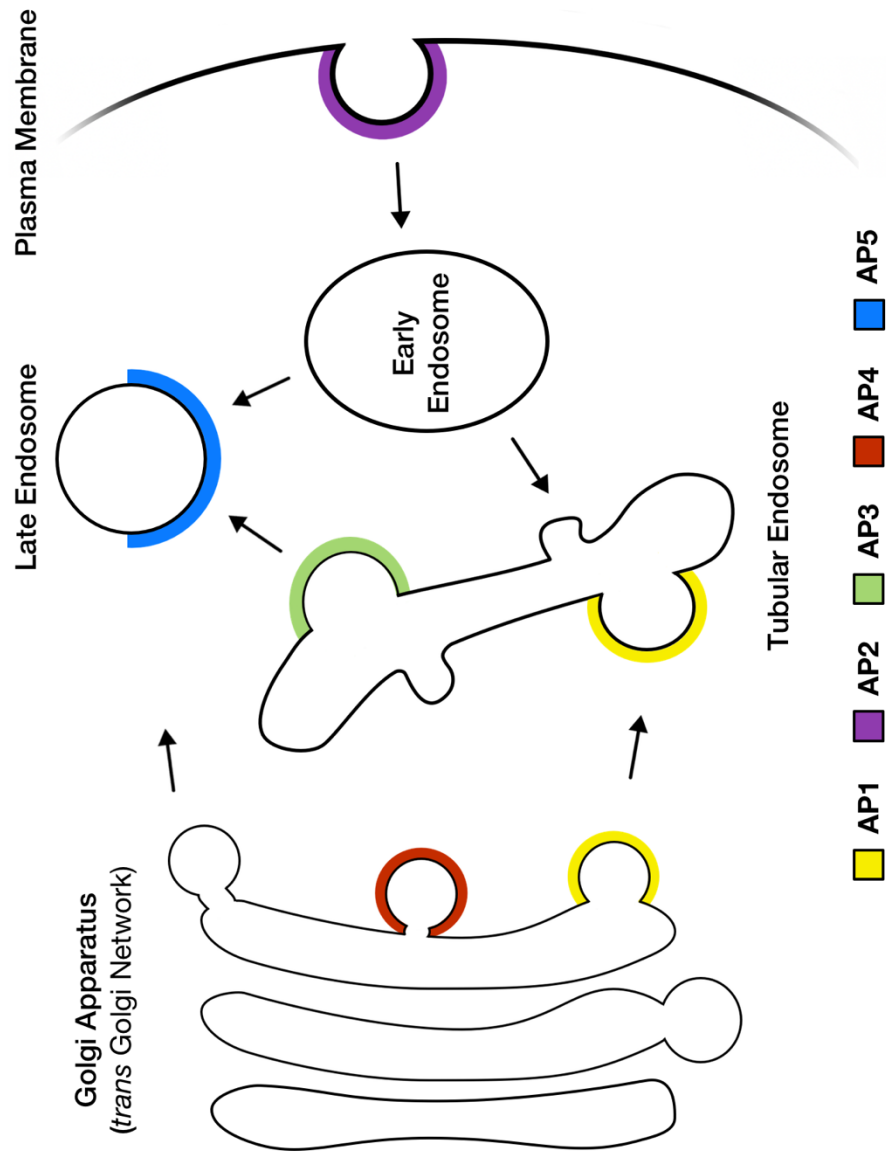 Plasma Membrane
Late Endosome
Golgi Apparatus
(trans Golgi Network)
Early
Endosome
Tubular Endosome
AP1
AP2
AP3
AP4
AP5